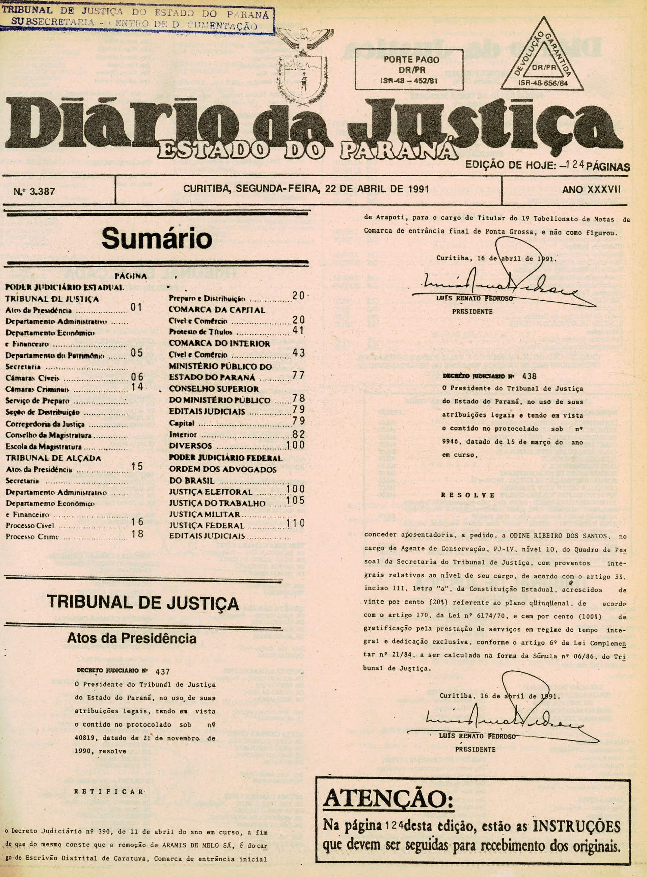 TRIBUNAL DE JUSTIÇA DO ESTADO DO PARANÁ
SUBSECRETARIA - CENTRO DE DOCUMENTAÇÃO
PORTE PAGO
DR/PR
ISR-48 - 452/81
DEVOLUÇÃO GARANTIDA
DR/PR
ISR-48-656/84
Diário da Justiça
ESTADO DO PARANÁ
EDIÇÃO DE HOJE: -124 PÁGINAS
N.º 3.387
CURITIBA, SEGUNDA-FEIRA, 22 DE ABRIL DE 1991
ANO XXXVII
Sumário
PÁGINA
PODER JUDICIÁRIO ESTADUAL
TRIBUNAL DE JUSTIÇA
Atos da Presidência 01
Departamento Administrativo
Departamento Econômico
e Financeiro
Departamento do Patrimônio 05
Secretaria
Câmaras Cíveis 06
Câmaras Criminais 14
Serviço de Preparo
Seção de Distribuição
Corregedoria da Justiça
Conselho da Magistratura
Escola da Magistratura
TRIBUNAL DE ALÇADA
Atos da Presidência 15
Secretaria
Departamento Administrativo
Departamento Econômico
e Financeiro
Processo Cível 16
Processo Crime 18
Preparo e Distribuição 20
COMARCA DA CAPITAL
Cível e Comércio 20
Protesto de Títulos 41
COMARCA DO INTERIOR
Cível e Comércio 43
MINISTÉRIO PÚBLICO DO
ESTADO DO PARANÁ 77
CONSELHO SUPERIOR
DO MINISTÉRIO PÚBLICO 78
EDITAIS JUDICIAIS 79
Capital 79
Interior 82
DIVERSOS 100
PODER JUDICIÁRIO FEDERAL
ORDEM DOS ADVOGADOS
DO BRASIL
JUSTIÇA ELEITORAL 100
JUSTIÇA DO TRABALHO 105
JUSTIÇA MILITAR
JUSTIÇA FEDERAL 110
EDITAIS JUDICIAIS
TRIBUNAL DE JUSTIÇA
Atos da Presidência
DECRETO JUDICIÁRIO Nº 437
O Presidente do Tribunal de Justiça
do Estado do Paraná, no uso de suas
atribuições legais, tendo em vista
o contido no protocolado sob nº
40819, datado de 21 de novembro de
1990, resolve
RETIFICAR
o Decreto Judiciário nº 390, de 11 de abril do ano em curso, a fim
de que do mesmo conste que a remoção de ARAMIS DE MELO SÁ, é do car
go de Escrivão Distrital de Caratuva, Comarca de entrância inicial
de Arapoti, para o cargo de Titular do 1º Tabelionato de Notas da
Comarca de entrância final de Ponta Grossa, e não como figurou.
Curitiba, 16 de abril de 1991.
LUÍS RENATO PEDROSO
PRESIDENTE
DECRETO JUDICIÁRIO Nº 438
O Presidente do Tribunal de Justiça
do Estado do Paraná, no uso de suas
atribuições legais e tendo em vista
o contido no protocolado sob nº
9940, datado de 15 de março do ano
em curso,
RESOLVE
conceder aposentadoria, a pedido, a ODINE RIBEIRO DOS SANTOS, no
cargo de Agente de Conservação, PJ-IV, nível 10, do Quadro de Pes
soal da Secretaria do Tribunal de Justiça, com proventos inte-
grais relativos ao nível de seu cargo, de acordo com o artigo 35,
inciso III, letra "a", da Constituição Estadual, acrescidos de
vinte por cento (20%) referente ao plano qüinqüenal, de acordo
com o artigo 170, da Lei nº 6174/70, e cem por cento (100%) de
gratificação pela prestação de serviços em regime de tempo inte-
gral e dedicação exclusiva, conforme o artigo 6º da Lei Complemen
tar nº 21/84, a ser calculada na forma da Súmula nº 06/86, do Tri
bunal de Justiça.
Curitiba, 16 de abril de 1991.
LUÍS RENATO PEDROSO
PRESIDENTE
ATENÇÃO:
Na página 124 desta edição, estão as INSTRUÇÕES
que devem ser seguidas para recebimento dos originais.